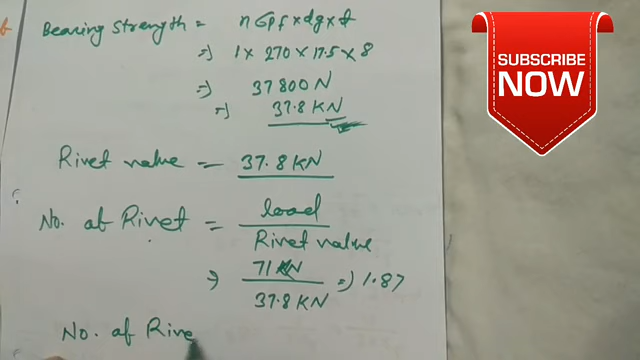 Bearing Strength = n σpf × dg × t
=> 1 × 270 × 17.5 × 8
=> 37800 N
=> 37.8 KN
Rivet value = 37.8 KN
No. of Rivet = load
Rivet value
=> 71 KN => 1.87
37.8 KN
No. of Rive
SUBSCRIBE
NOW